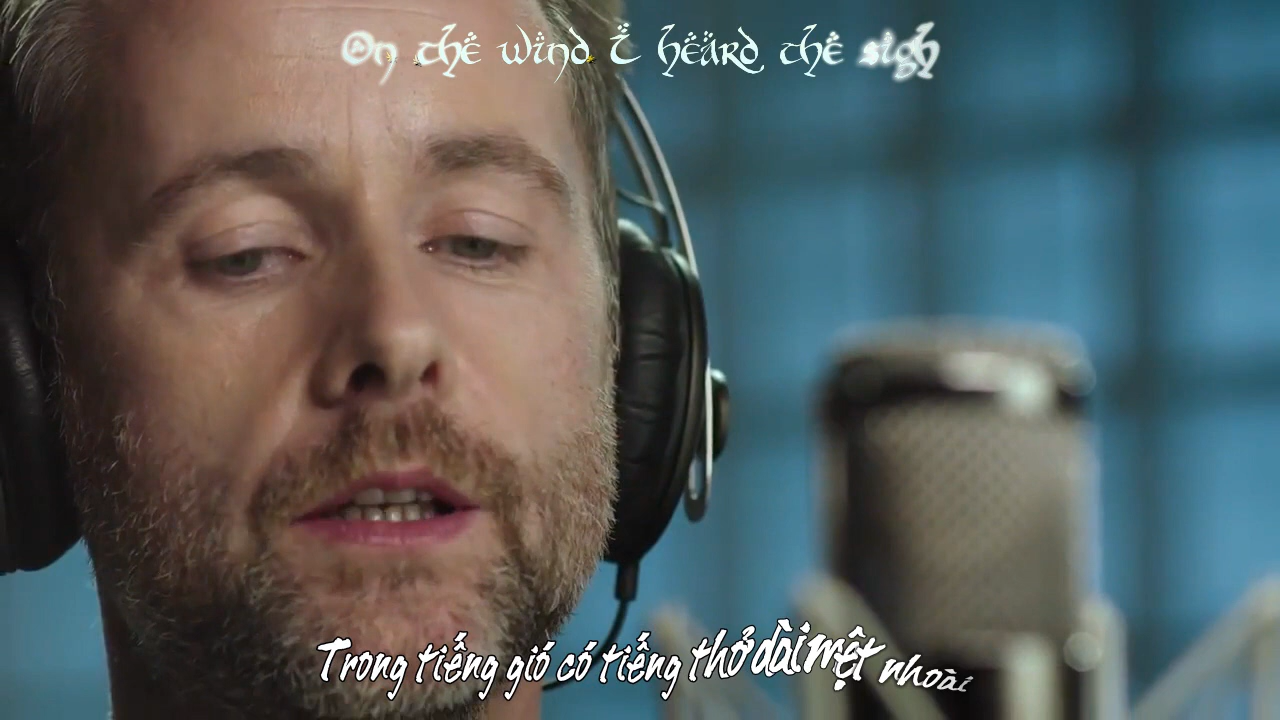 On the wind I heard the sigh
Trong tiếng gió có tiếng thở dài mệt nhoài